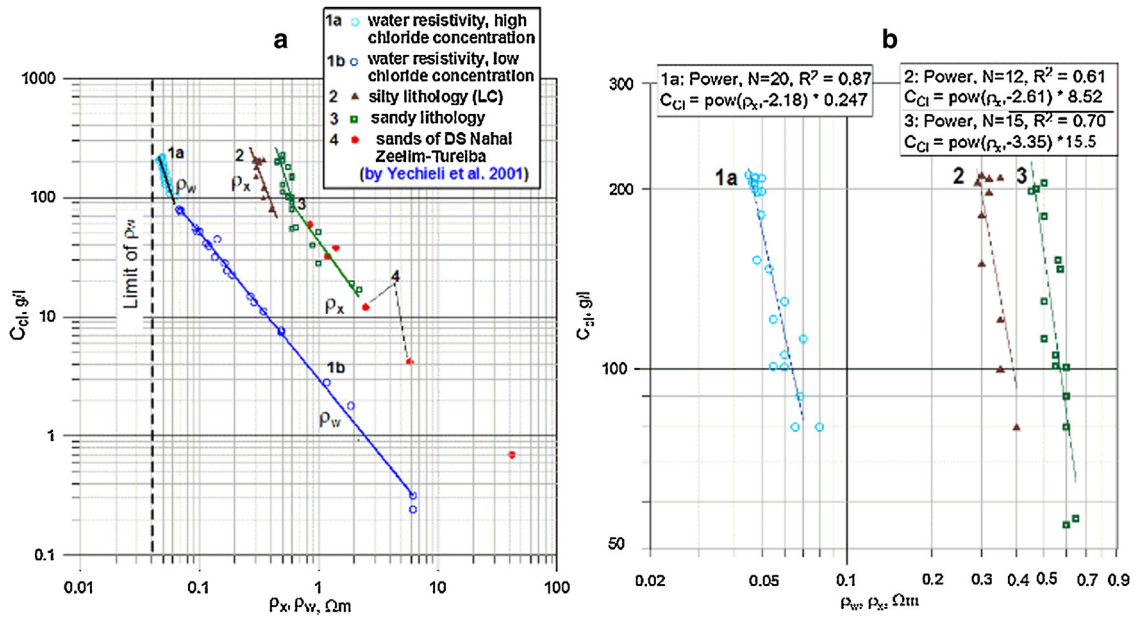 a
1a water resistivity, high
chloride concentration
1b water resistivity, low
chloride concentration
2 silty lithology (LC)
3 sandy lithology
4 sands of DS Nahal
Zeelim-Tureiba
(by Yechieli et al. 2001)
1000
100
10
1
0.1
Ccl, g/l
Limit of ρw
1a
ρw
2
ρx
3
4
ρx
1b
ρw
0.01 0.1 1 10 100
ρx, ρw, Ωm
b
1a: Power, N=20, R² = 0.87
CCl = pow(ρx,-2.18) * 0.247
2: Power, N=12, R² = 0.61
CCl = pow(ρx,-2.61) * 8.52
3: Power, N=15, R² = 0.70
CCl = pow(ρx,-3.35) *15.5
300
200
100
50
Ccl, g/l
1a
2
3
0.02 0.05 0.1 0.2 0.3 0.4 0.5 0.7 0.9
ρw, ρx, Ωm